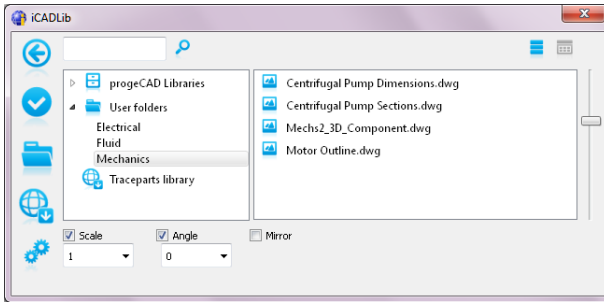 iCADLib
progeCAD Libraries
User folders
Electrical
Fluid
Mechanics
Traceparts library
Centrifugal Pump Dimensions.dwg
Centrifugal Pump Sections.dwg
Mechs2_3D_Component.dwg
Motor Outline.dwg
Scale Angle Mirror
1 0